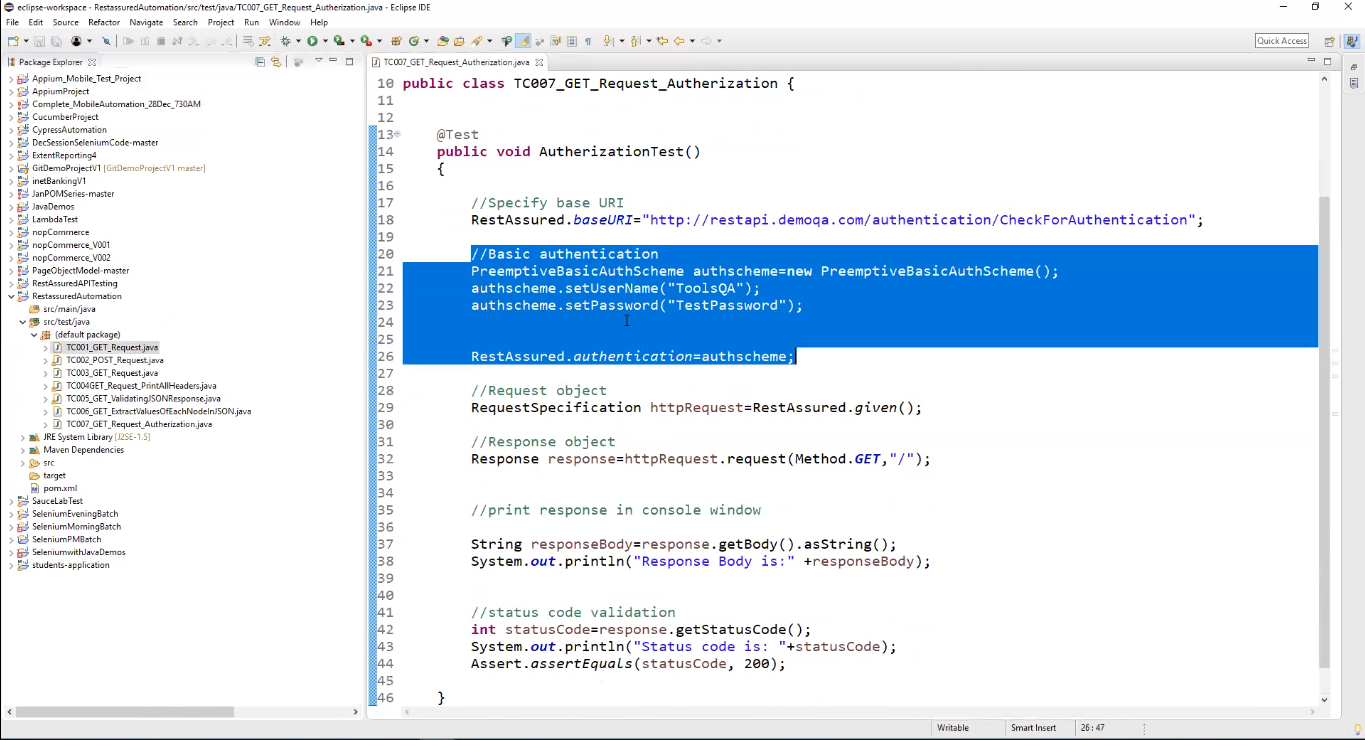 eclipse-workspace - RestassuredAutomation/src/test/java/TC007_GET_Request_Autherization.java - Eclipse IDE
File Edit Source Refactor Navigate Search Project Run Window Help
Quick Access
Package Explorer
Appium_Mobile_Test_Project
AppiumProject
Complete_MobileAutomation_28Dec_730AM
CucumberProject
CypressAutomation
DecSessionSeleniumCode-master
ExtentReporting4
GitDemoProjectV1 [GitDemoProjectV1 master]
inetBankingV1
JanPOMSeries-master
JavaDemos
LambdaTest
nopCommerce
nopCommerce_V001
nopCommerce_V002
PageObjectModel-master
RestAssuredAPITesting
RestassuredAutomation
src/main/java
src/test/java
(default package)
TC001_GET_Request.java
TC002_POST_Request.java
TC003_GET_Request.java
TC004GET_Request_PrintAllHeaders.java
TC005_GET_ValidatingJSONResponse.java
TC006_GET_ExtractValuesOfEachNodeInJSON.java
TC007_GET_Request_Autherization.java
JRE System Library [J2SE-1.5]
Maven Dependencies
src
target
pom.xml
SauceLabTest
SeleniumEveningBatch
SeleniumMorningBatch
SeleniumPMBatch
SeleniumwithJavaDemos
students-application
TC007_GET_Request_Autherization.java
10 public class TC007_GET_Request_Autherization {
11
12
13 @Test
14 public void AutherizationTest()
15 {
16
17 //Specify base URI
18 RestAssured.baseURI="http://restapi.demoqa.com/authentication/CheckForAuthentication";
19
20 //Basic authentication
21 PreemptiveBasicAuthScheme authscheme=new PreemptiveBasicAuthScheme();
22 authscheme.setUserName("ToolsQA");
23 authscheme.setPassword("TestPassword");
24
25
26 RestAssured.authentication=authscheme;
27
28 //Request object
29 RequestSpecification httpRequest=RestAssured.given();
30
31 //Response object
32 Response response=httpRequest.request(Method.GET,"/");
33
34
35 //print response in console window
36
37 String responseBody=response.getBody().asString();
38 System.out.println("Response Body is:" +responseBody);
39
40
41 //status code validation
42 int statusCode=response.getStatusCode();
43 System.out.println("Status code is: "+statusCode);
44 Assert.assertEquals(statusCode, 200);
45
46 }
Writable Smart Insert 26:47